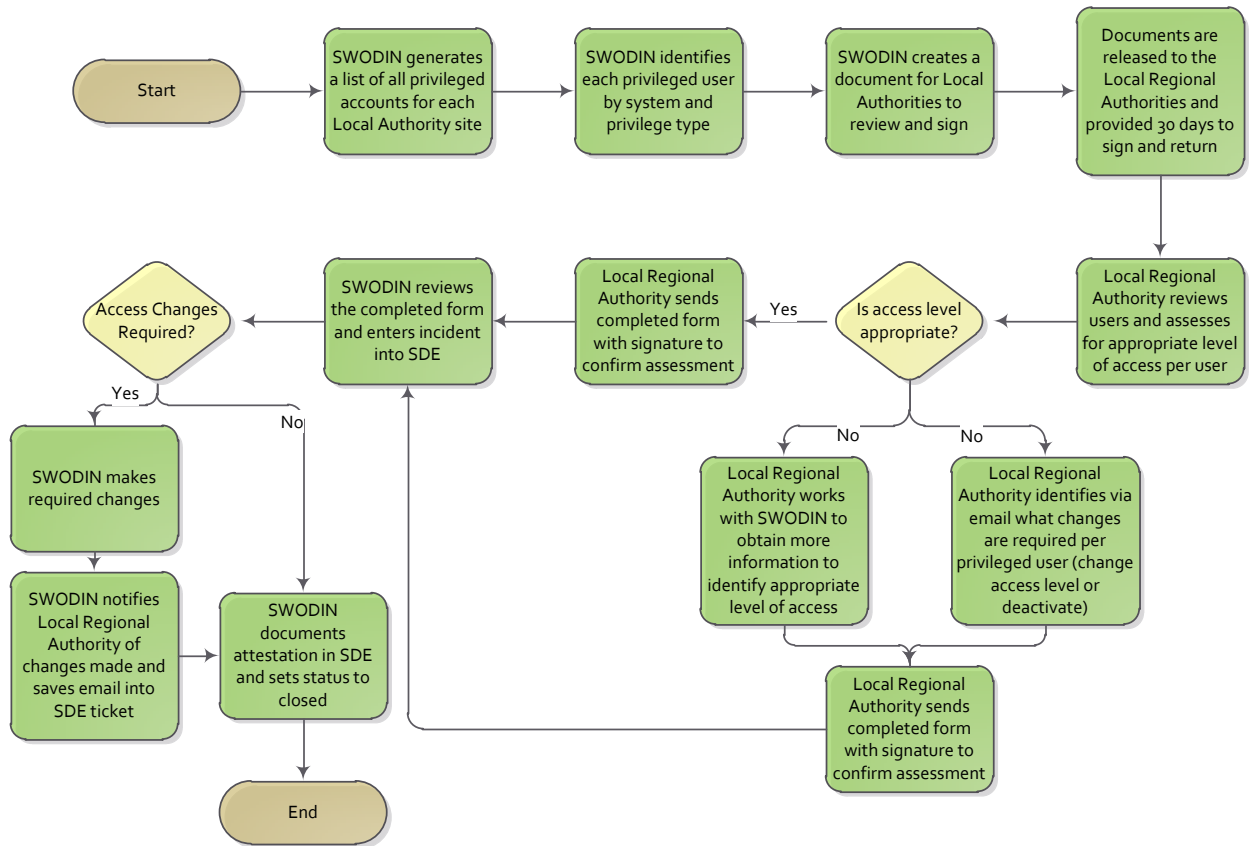 Start
SWODIN generates
a list of all privileged
accounts for each
Local Authority site
SWODIN identifies
each privileged user
by system and
privilege type
SWODIN creates a
document for Local
Authorities to
review and sign
Documents are
released to the
Local Regional
Authorities and
provided 30 days to
sign and return
Local Regional
Authority reviews
users and assesses
for appropriate level
of access per user
Is access level
appropriate?
Yes
Local Regional
Authority sends
completed form
with signature to
confirm assessment
SWODIN reviews
the completed form
and enters incident
into SDE
Access Changes
Required?
Yes
No
No
No
SWODIN makes
required changes
Local Regional
Authority works
with SWODIN to
obtain more
information to
identify appropriate
level of access
Local Regional
Authority identifies via
email what changes
are required per
privileged user (change
access level or
deactivate)
SWODIN notifies
Local Regional
Authority of
changes made and
saves email into
SDE ticket
SWODIN
documents
attestation in SDE
and sets status to
closed
Local Regional
Authority sends
completed form
with signature to
confirm assessment
End